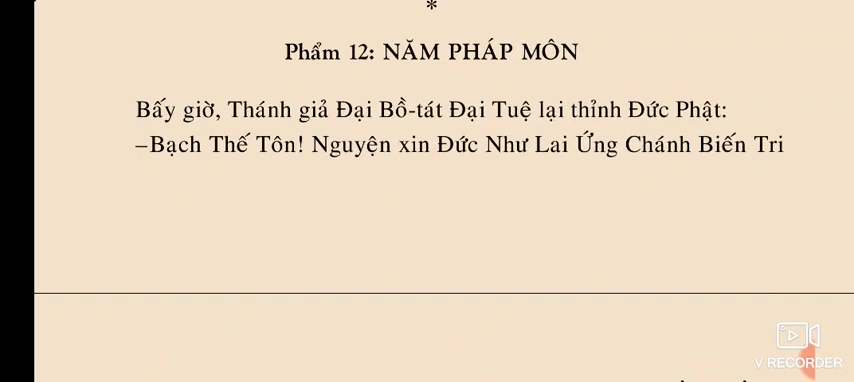 *
Phẩm 12: NĂM PHÁP MÔN
Bấy giờ, Thánh giả Đại Bồ-tát Đại Tuệ lại thỉnh Đức Phật:
–Bạch Thế Tôn! Nguyện xin Đức Như Lai Ứng Chánh Biến Tri
V RECORDER